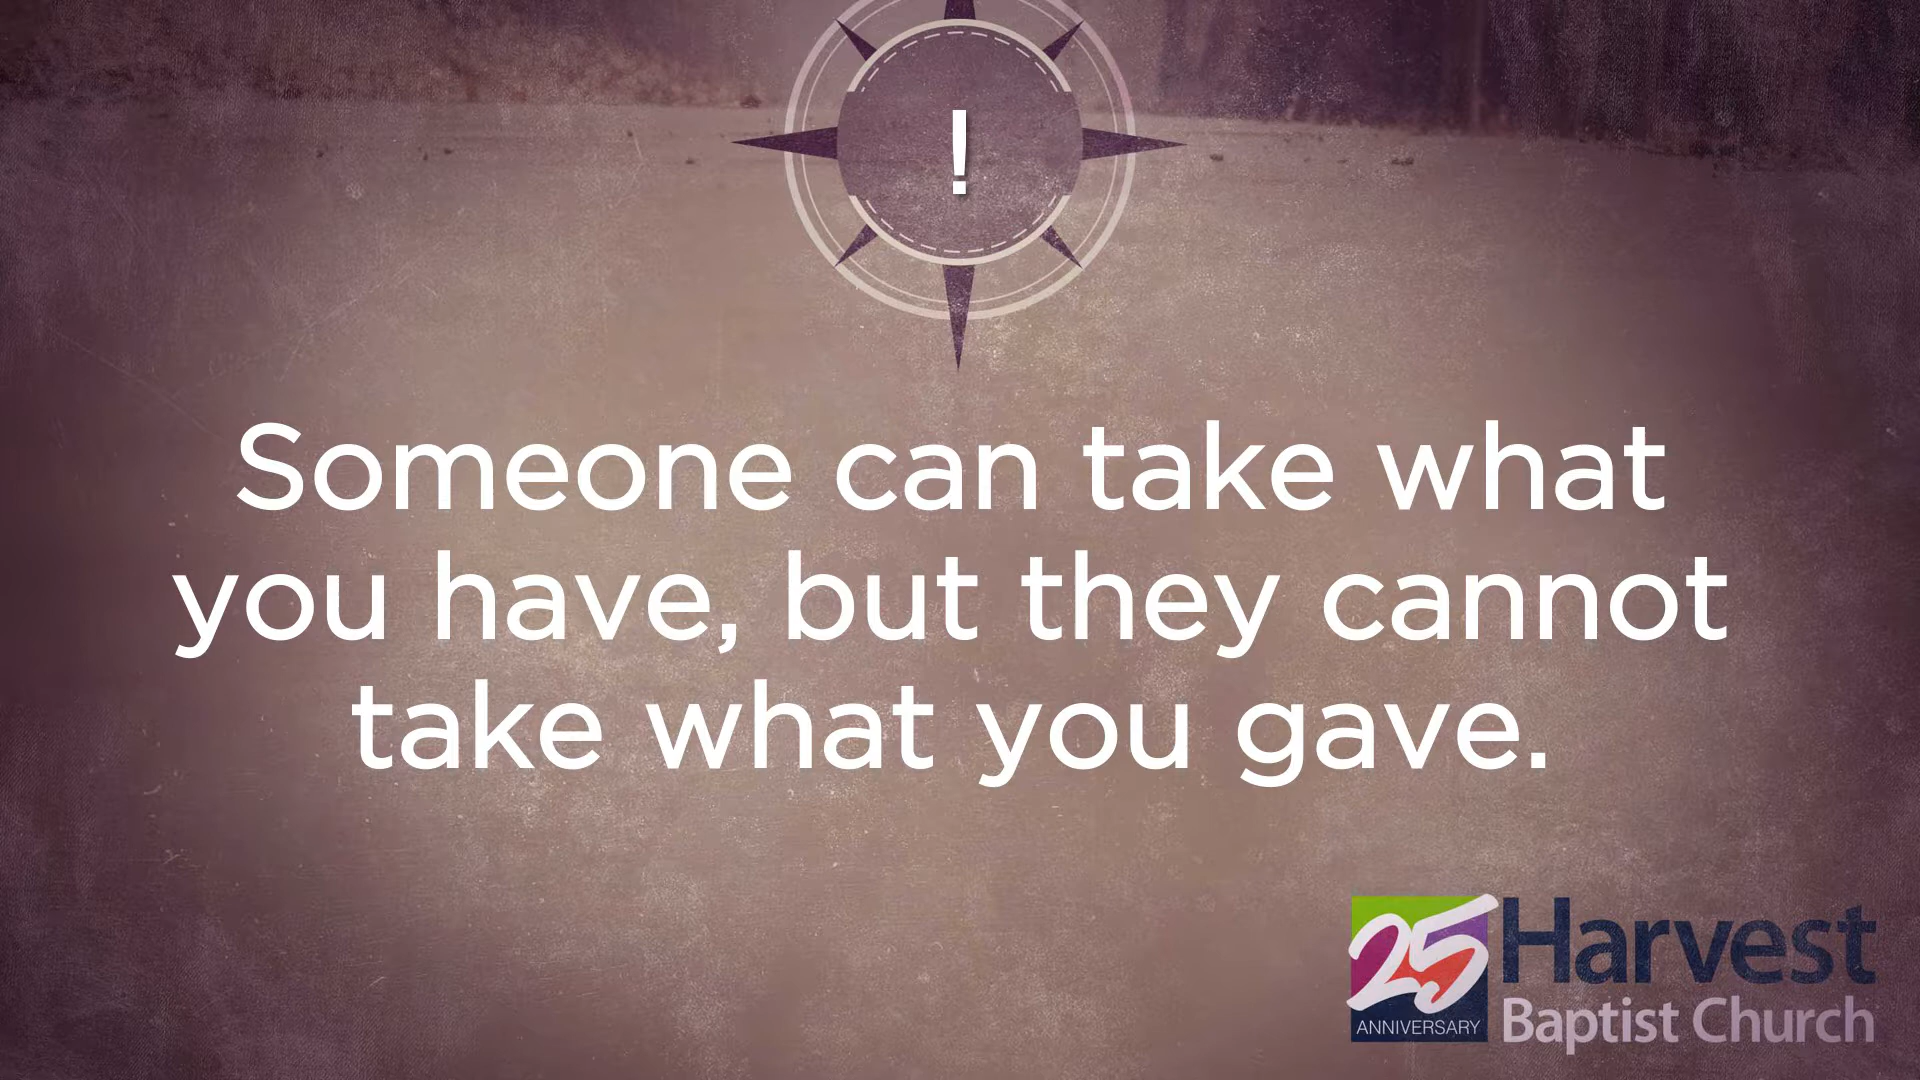 !
Someone can take what
you have, but they cannot
take what you gave.
25
ANNIVERSARY
Harvest
Baptist Church